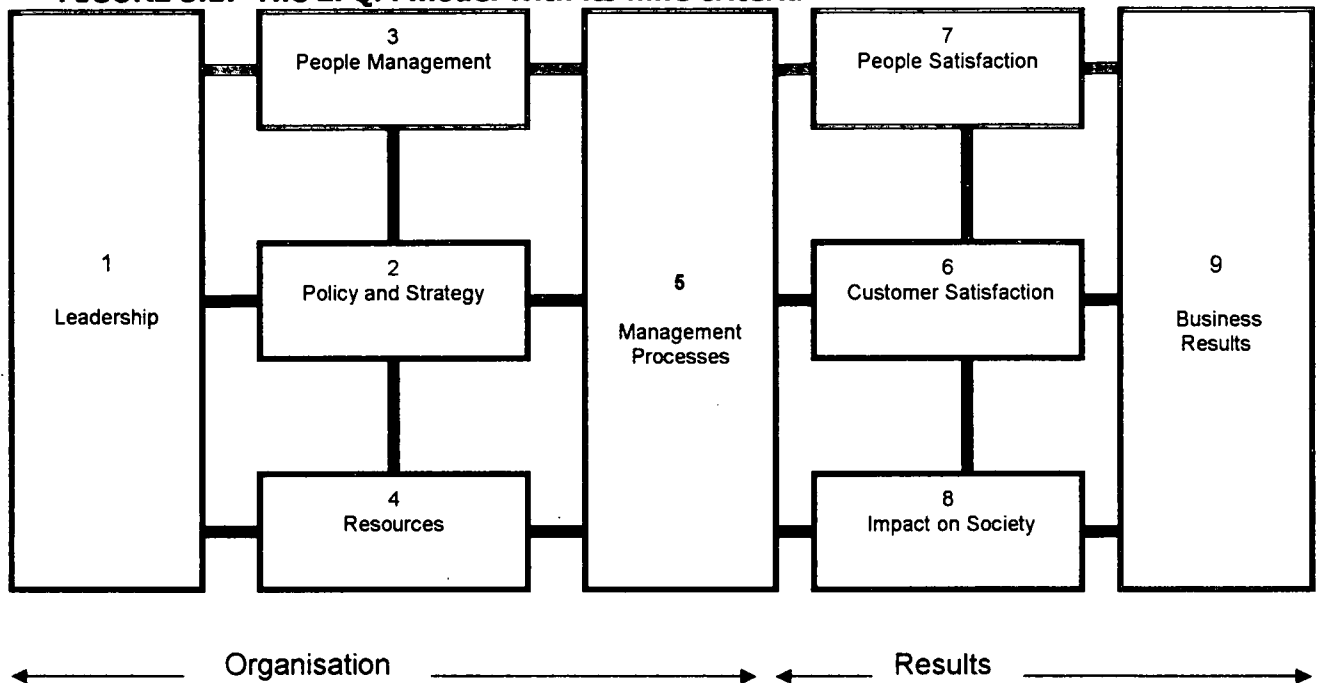 3
People Management
7
People Satisfaction
1
Leadership
2
Policy and Strategy
5
Management
Processes
6
Customer Satisfaction
9
Business
Results
4
Resources
8
Impact on Society
Organisation
Results